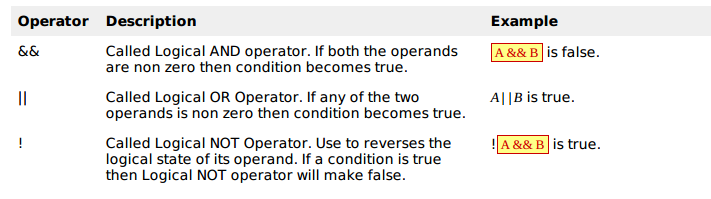 Operator Description Example
&& Called Logical AND operator. If both the operands A && B is false.
are non zero then condition becomes true.
|| Called Logical OR Operator. If any of the two A||B is true.
operands is non zero then condition becomes true.
! Called Logical NOT Operator. Use to reverses the !A && B is true.
logical state of its operand. If a condition is true
then Logical NOT operator will make false.